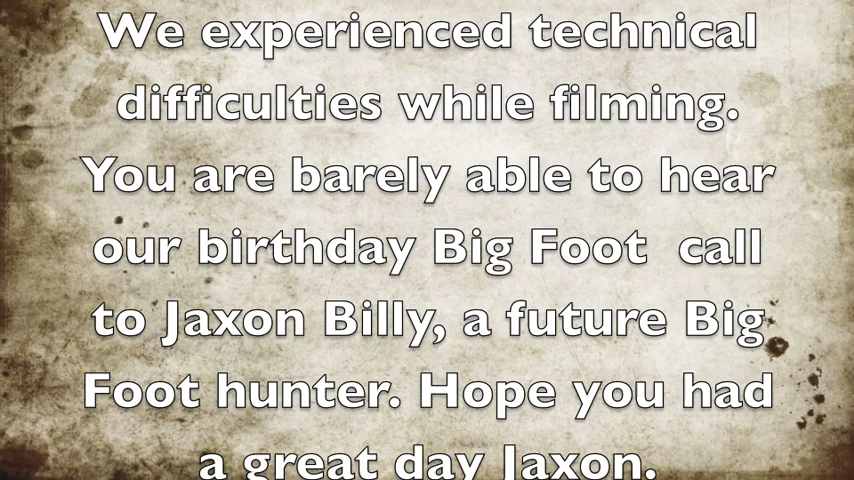 We experienced technical
difficulties while filming.
You are barely able to hear
our birthday Big Foot  call
to Jaxon Billy, a future Big
Foot hunter. Hope you had
a great day Jaxon.